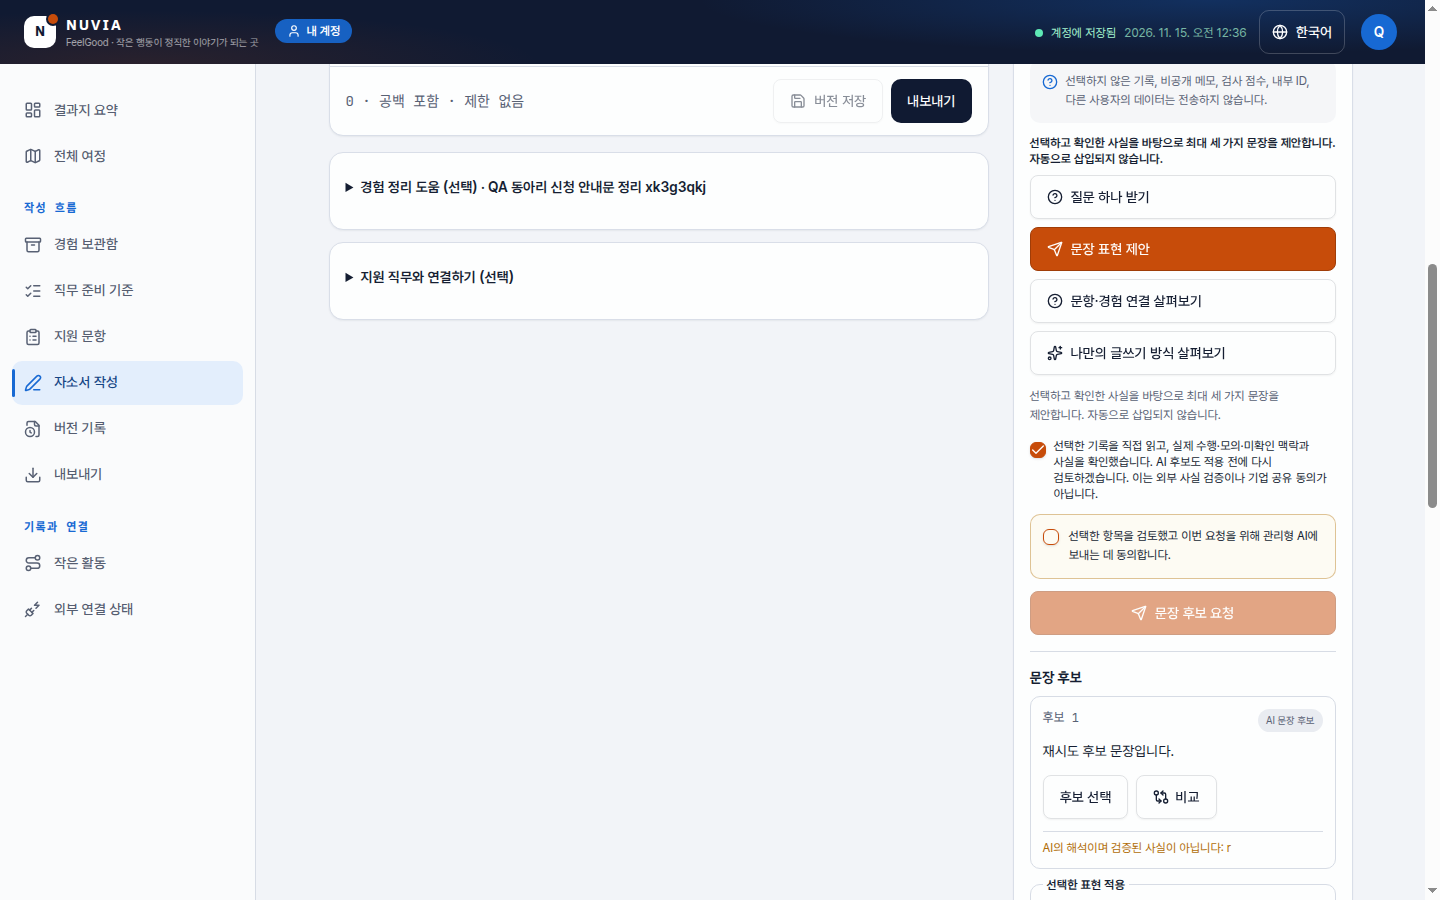 N
NUVIA
FeelGood · 작은 행동이 정직한 이야기가 되는 곳
내 계정
계정에 저장됨 2026. 11. 15. 오전 12:36
한국어
Q
결과지 요약
전체 여정
작성 흐름
경험 보관함
직무 준비 기준
지원 문항
자소서 작성
버전 기록
내보내기
기록과 연결
작은 활동
외부 연결 상태
0 · 공백 포함 · 제한 없음
버전 저장
내보내기
▶ 경험 정리 도움 (선택) · QA 동아리 신청 안내문 정리 xk3g3qkj
▶ 지원 직무와 연결하기 (선택)
선택하지 않은 기록, 비공개 메모, 검사 점수, 내부 ID,
다른 사용자의 데이터는 전송하지 않습니다.
선택하고 확인한 사실을 바탕으로 최대 세 가지 문장을 제안합니다.
자동으로 삽입되지 않습니다.
질문 하나 받기
문장 표현 제안
문항·경험 연결 살펴보기
나만의 글쓰기 방식 살펴보기
선택하고 확인한 사실을 바탕으로 최대 세 가지 문장을
제안합니다. 자동으로 삽입되지 않습니다.
선택한 기록을 직접 읽고, 실제 수행·모의·미확인 맥락과
사실을 확인했습니다. AI 후보도 적용 전에 다시
검토하겠습니다. 이는 외부 사실 검증이나 기업 공유 동의가
아닙니다.
선택한 항목을 검토했고 이번 요청을 위해 관리형 AI에
보내는 데 동의합니다.
문장 후보 요청
문장 후보
후보 1
AI 문장 후보
재시도 후보 문장입니다.
후보 선택
비교
AI의 해석이며 검증된 사실이 아닙니다: r
선택한 표현 적용